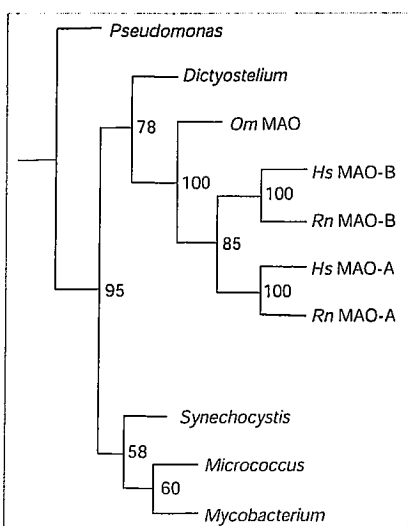 Pseudomonas
Dictyostelium
78
Om MAO
100
Hs MAO-B
100
Rn MAO-B
85
Hs MAO-A
95
100
Rn MAO-A
Synechocystis
58
Micrococcus
60
Mycobacterium